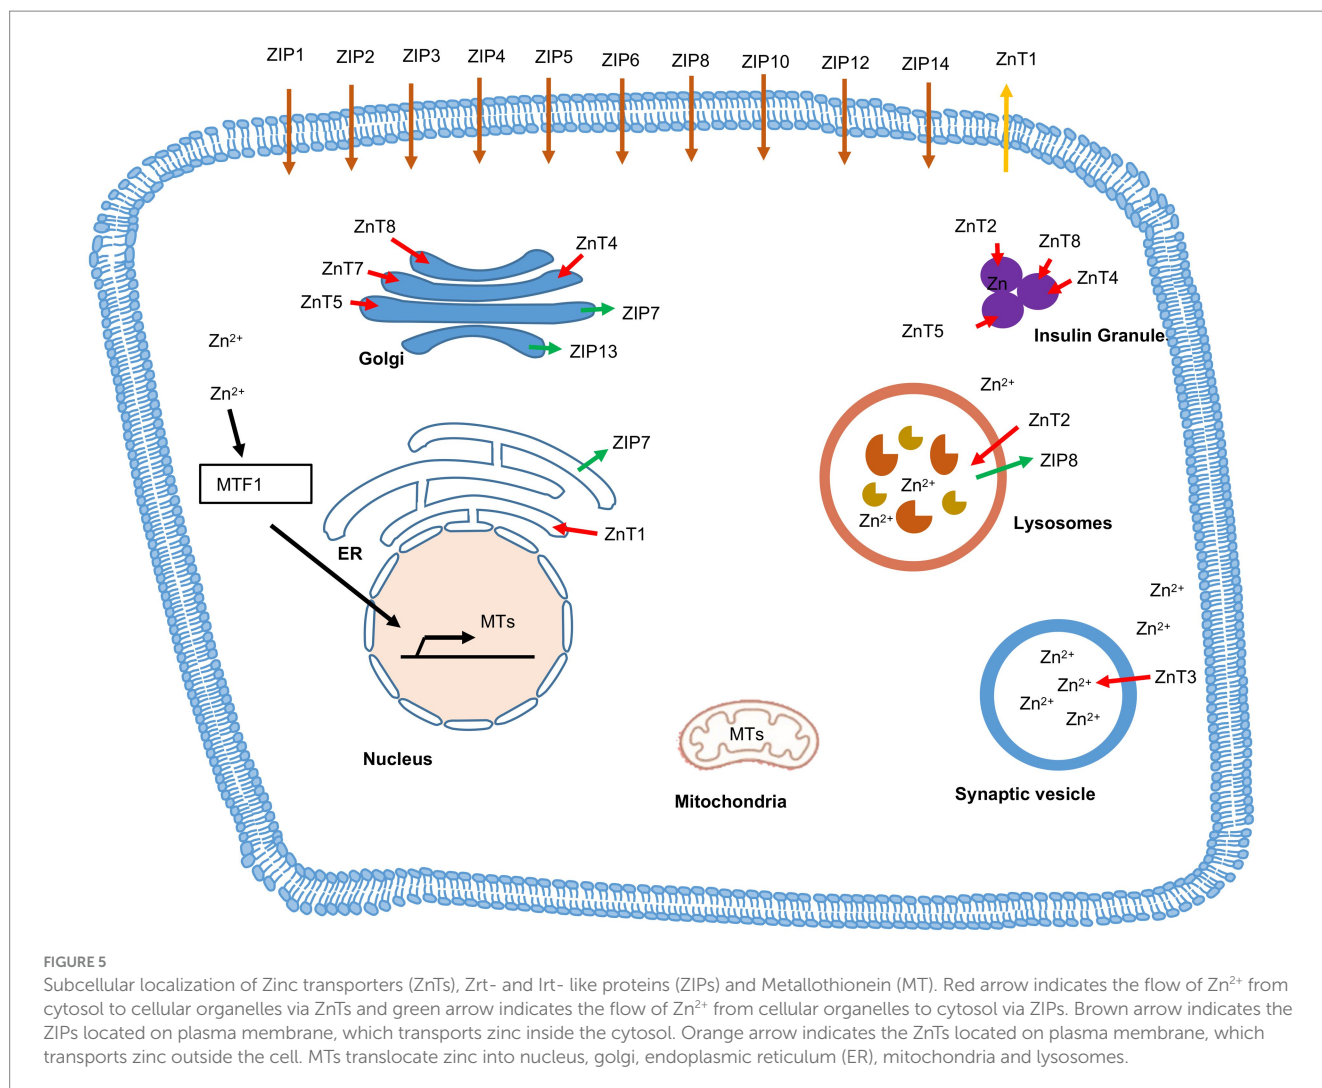 ZIP1 ZIP2 ZIP3 ZIP4 ZIP5 ZIP6 ZIP8 ZIP10 ZIP12 ZIP14 ZnT1
ZnT8
ZnT4
ZnT7
ZnT5
ZIP7
ZIP13
Golgi
ZnT2
ZnT8
Zn
ZnT4
ZnT5
Insulin Granules
Zn²⁺
Zn²⁺
MTF1
ZIP7
ZnT1
ER
MTs
Nucleus
Zn²⁺
ZnT2
ZIP8
Zn²⁺
Zn²⁺
Lysosomes
MTs
Mitochondria
Zn²⁺
Zn²⁺
Zn²⁺
Zn²⁺
ZnT3
Zn²⁺
Zn²⁺
Synaptic vesicle
FIGURE 5
Subcellular localization of Zinc transporters (ZnTs), Zrt- and Irt- like proteins (ZIPs) and Metallothionein (MT). Red arrow indicates the flow of Zn²⁺ from
cytosol to cellular organelles via ZnTs and green arrow indicates the flow of Zn²⁺ from cellular organelles to cytosol via ZIPs. Brown arrow indicates the
ZIPs located on plasma membrane, which transports zinc inside the cytosol. Orange arrow indicates the ZnTs located on plasma membrane, which
transports zinc outside the cell. MTs translocate zinc into nucleus, golgi, endoplasmic reticulum (ER), mitochondria and lysosomes.